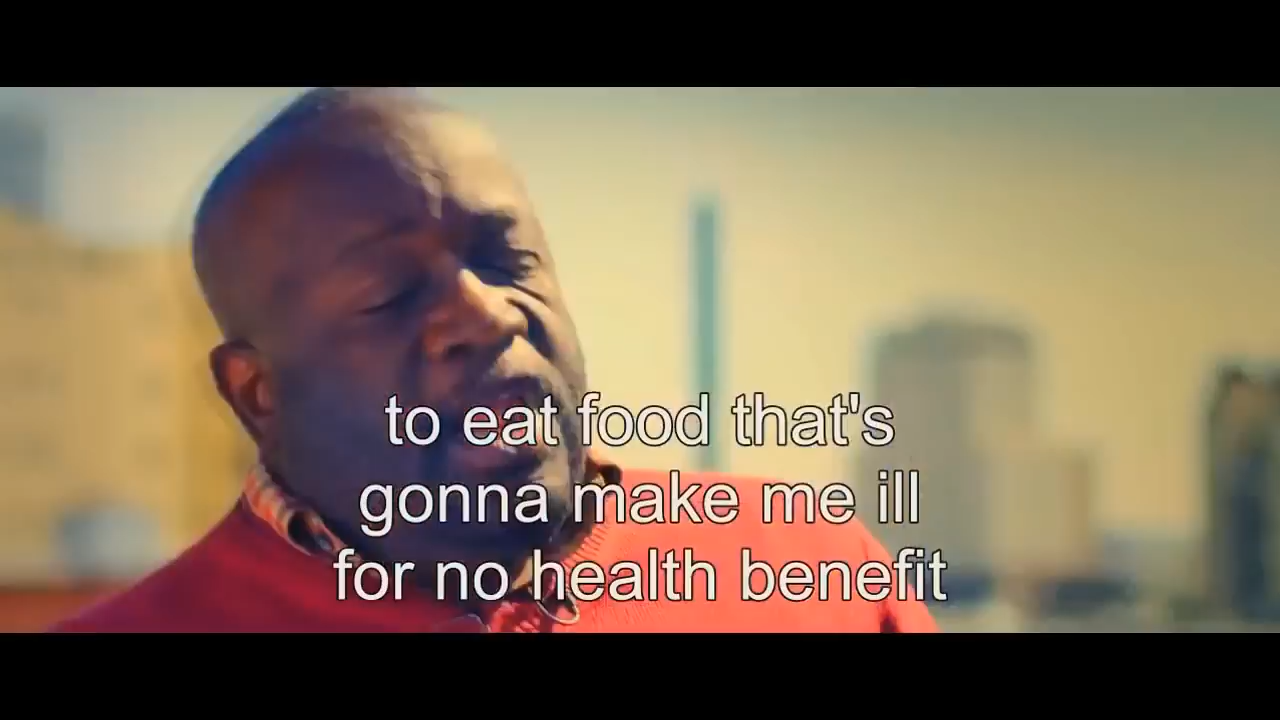 to eat food that's
gonna make me ill
for no health benefit